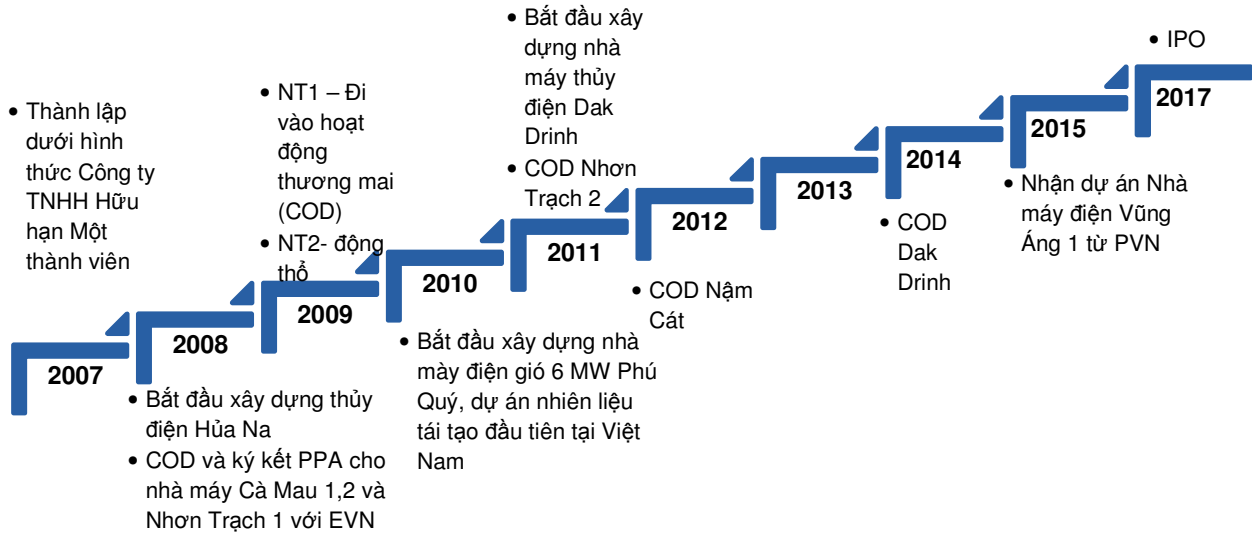 • Thành lập
dưới hình
thức Công ty
TNHH Hữu
hạn Một
thành viên
2007
2008
• Bắt đầu xây dựng thủy
điện Hủa Na
• COD và ký kết PPA cho
nhà máy Cà Mau 1,2 và
Nhơn Trạch 1 với EVN
• NT1 – Đi
vào hoạt
động
thương mai
(COD)
• NT2- động
thổ
2009
2010
• Bắt đầu xây dựng nhà
mày điện gió 6 MW Phú
Quý, dự án nhiên liệu
tái tạo đầu tiên tại Việt
Nam
• Bắt đầu xây
dựng nhà
máy thủy
điện Dak
Drinh
• COD Nhơn
Trạch 2
2011
2012
• COD Nậm
Cát
2013
2014
• COD
Dak
Drinh
2015
• Nhận dự án Nhà
máy điện Vũng
Áng 1 từ PVN
• IPO
2017